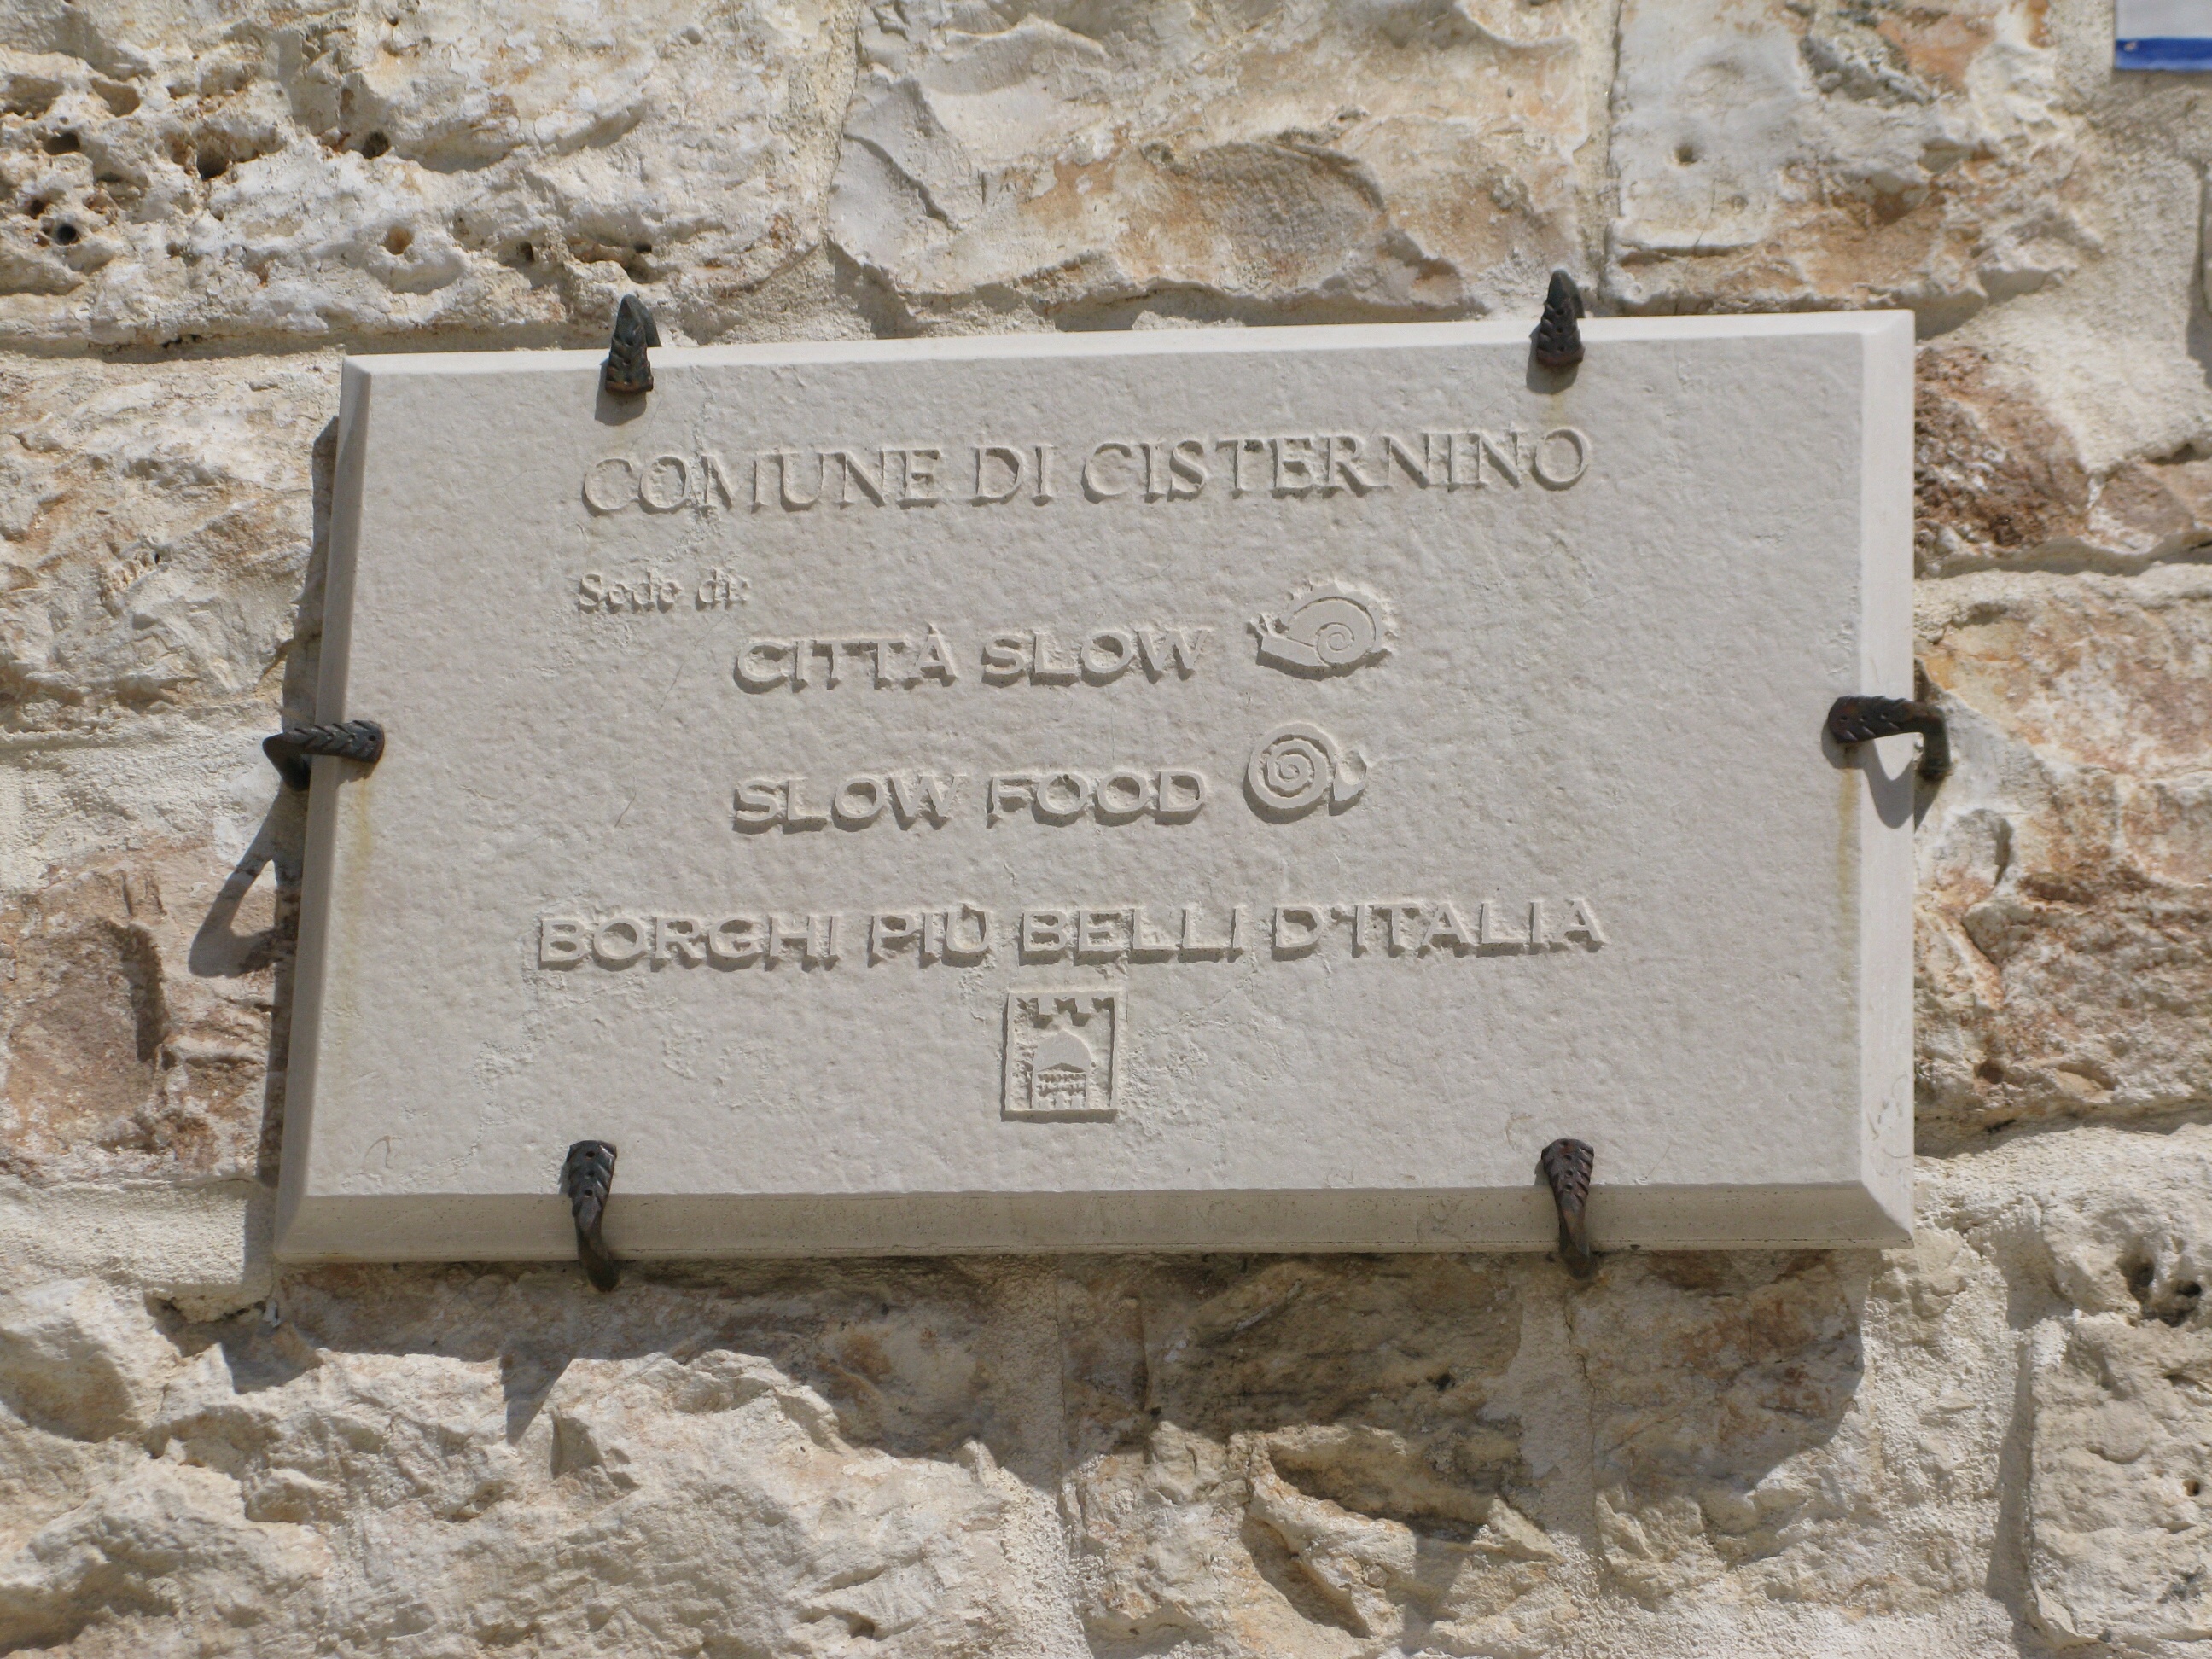 COMUNE DI CISTERNINO
Sede di:
CITTÀ SLOW
SLOW FOOD
BORGHI PIÙ BELLI D'ITALIA